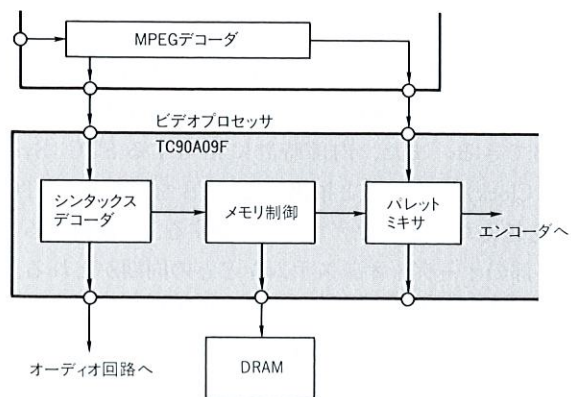 MPEGデコーダ
ビデオプロセッサ
TC90A09F
シンタックス
デコーダ
メモリ制御
パレット
ミキサ
エンコーダへ
オーディオ回路へ
DRAM